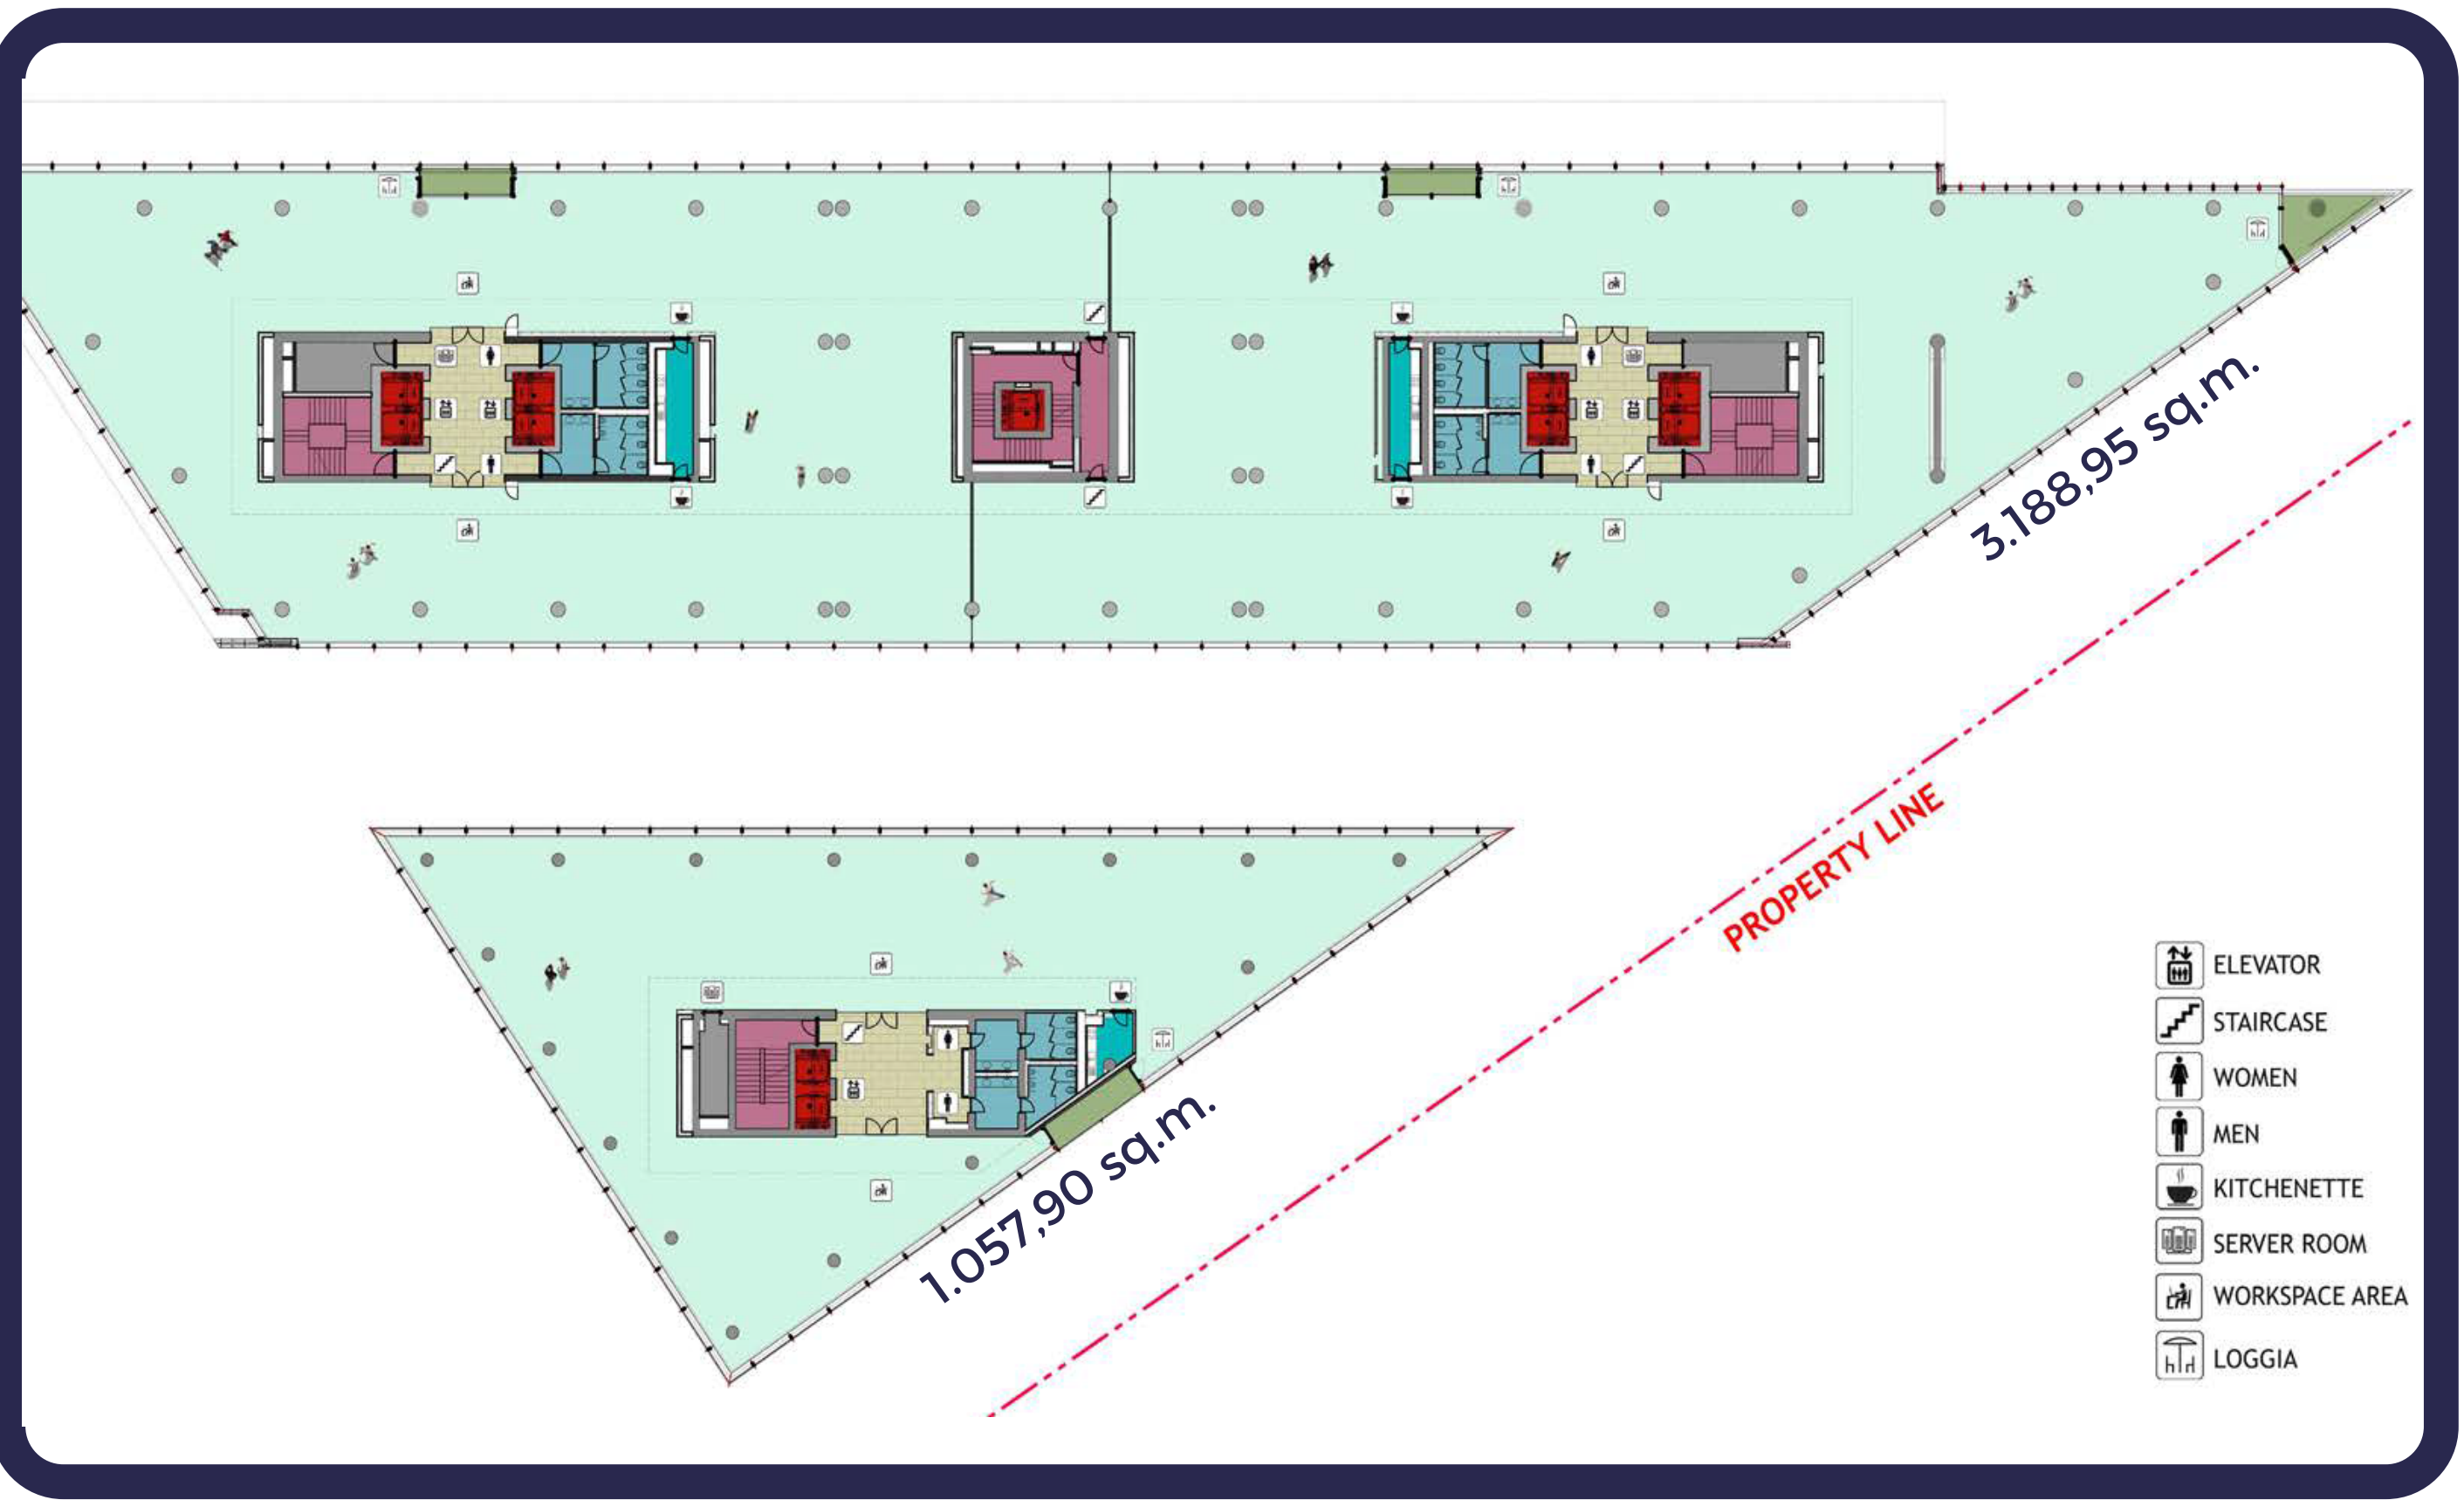 3.188,95 sq.m.
PROPERTY LINE
1.057,90 sq.m.
ELEVATOR
STAIRCASE
WOMEN
MEN
KITCHENETTE
SERVER ROOM
WORKSPACE AREA
LOGGIA